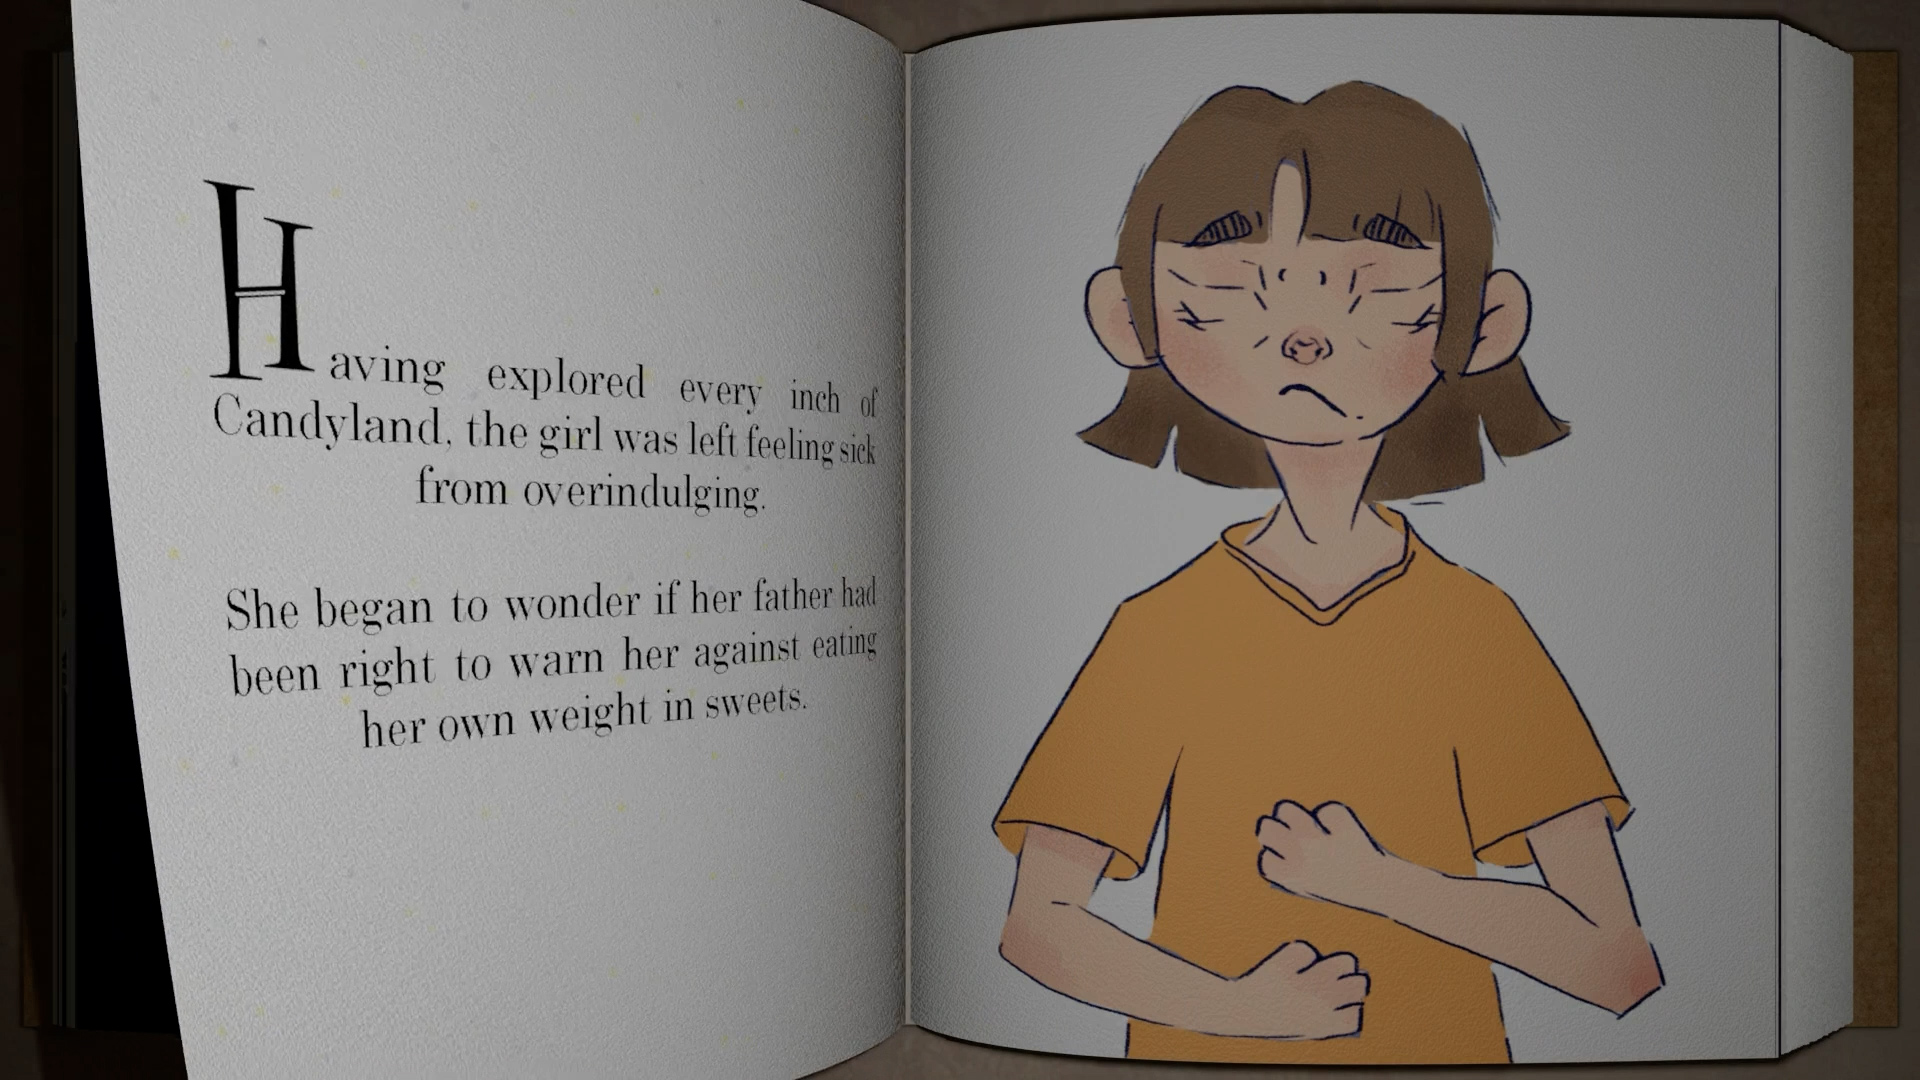 Having explored every inch of
Candyland, the girl was left feeling sick
from overindulging.
She began to wonder if her father had
been right to warn her against eating
her own weight in sweets.